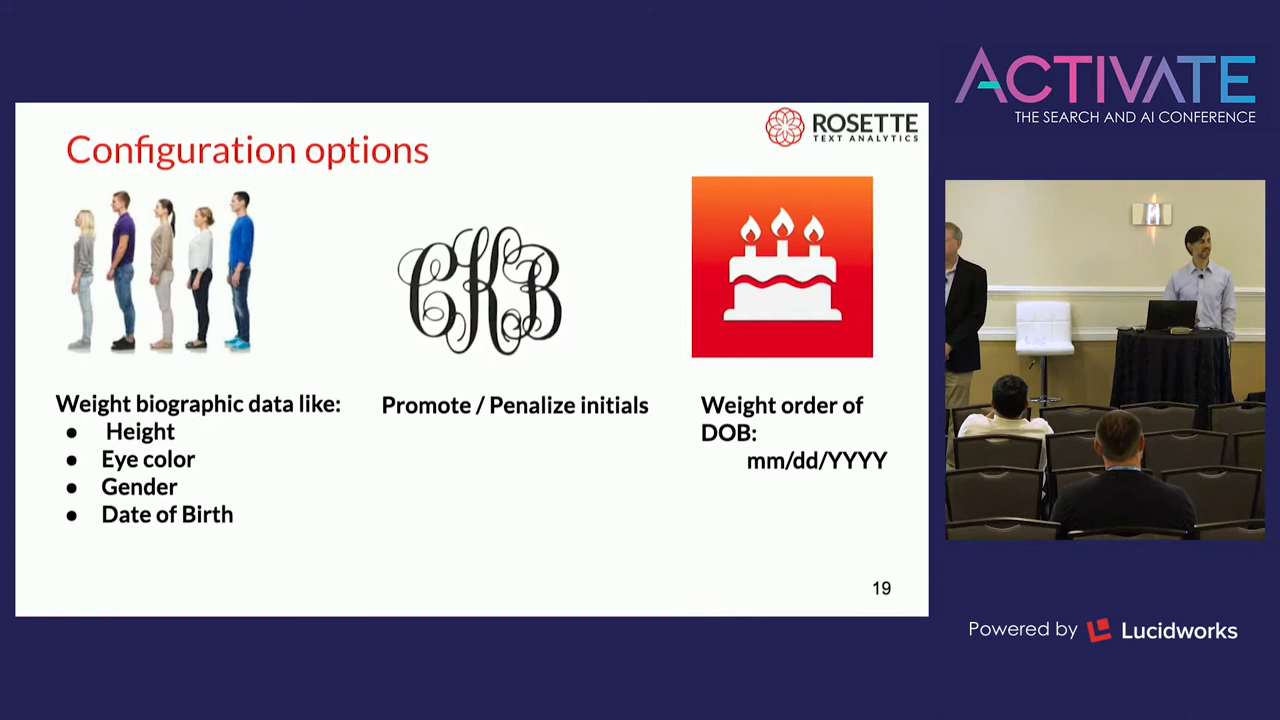 Configuration options
ROSETTE
TEXT ANALYTICS
CKB
Weight biographic data like:
● Height
● Eye color
● Gender
● Date of Birth
Promote / Penalize initials
Weight order of
DOB:
mm/dd/YYYY
19
ACTIVATE
THE SEARCH AND AI CONFERENCE
Powered by Lucidworks